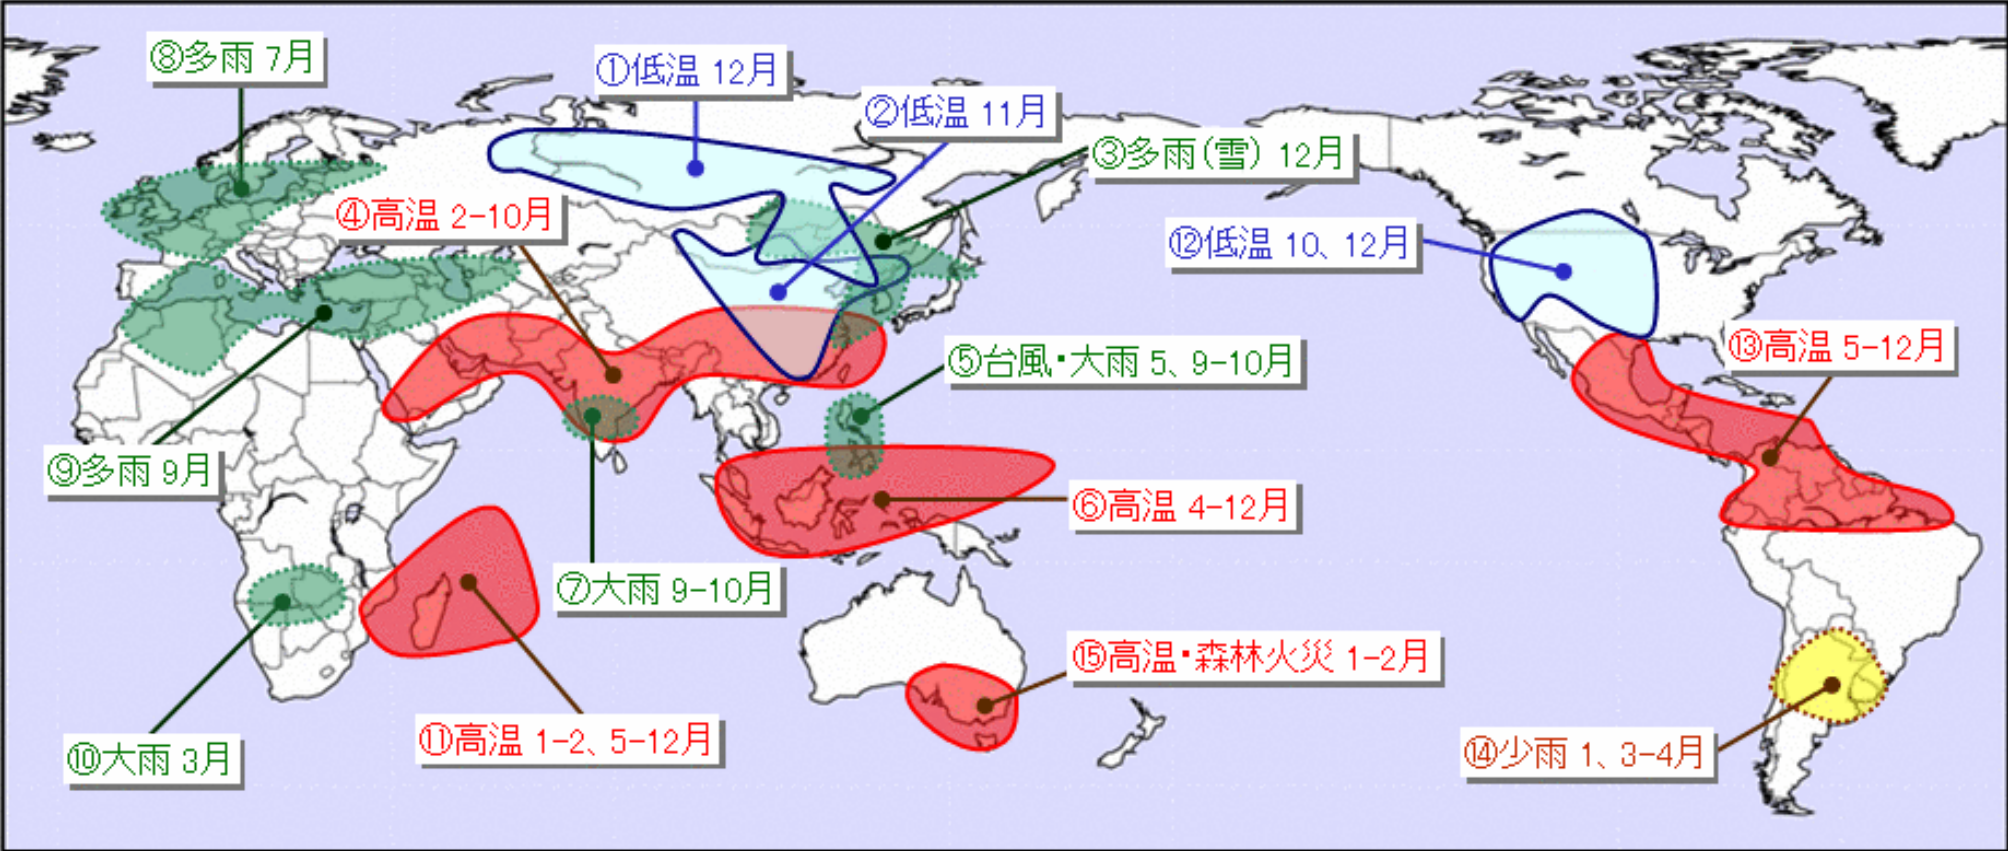 ⑧多雨 7月
①低温 12月
②低温 11月
③多雨(雪) 12月
④高温 2-10月
⑫低温 10、12月
⑬高温 5-12月
⑤台風・大雨 5、9-10月
⑨多雨 9月
⑥高温 4-12月
⑦大雨 9-10月
⑮高温・森林火災 1-2月
⑪高温 1-2、5-12月
⑩大雨 3月
⑭少雨 1、3-4月